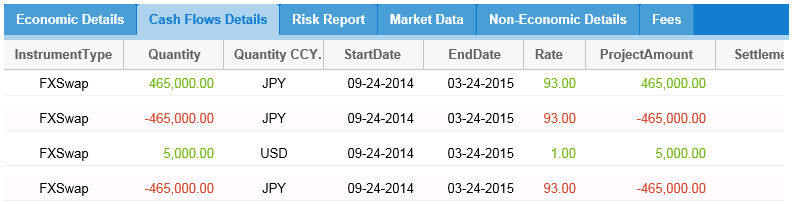 Economic Details Cash Flows Details Risk Report Market Data Non-Economic Details Fees
InstrumentType Quantity Quantity CCY. StartDate EndDate Rate ProjectAmount Settleme
FXSwap 465,000.00 JPY 09-24-2014 03-24-2015 93.00 465,000.00
FXSwap -465,000.00 JPY 09-24-2014 03-24-2015 93.00 -465,000.00
FXSwap 5,000.00 USD 09-24-2014 03-24-2015 1.00 5,000.00
FXSwap -465,000.00 JPY 09-24-2014 03-24-2015 93.00 -465,000.00